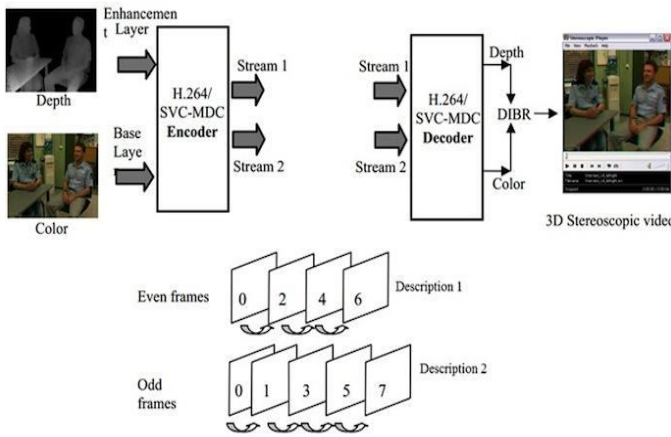 Enhancemen
t Layer
Depth
Base
Laye
Color
H.264/
SVC-MDC
Encoder
Stream 1
Stream 2
Stream 1
Stream 2
H.264/
SVC-MDC
Decoder
Depth
DIBR
Color
Stereoscopic Player
3D Stereoscopic video
Even frames
0 2 4 6
Description 1
Odd
frames
0 1 3 5 7
Description 2